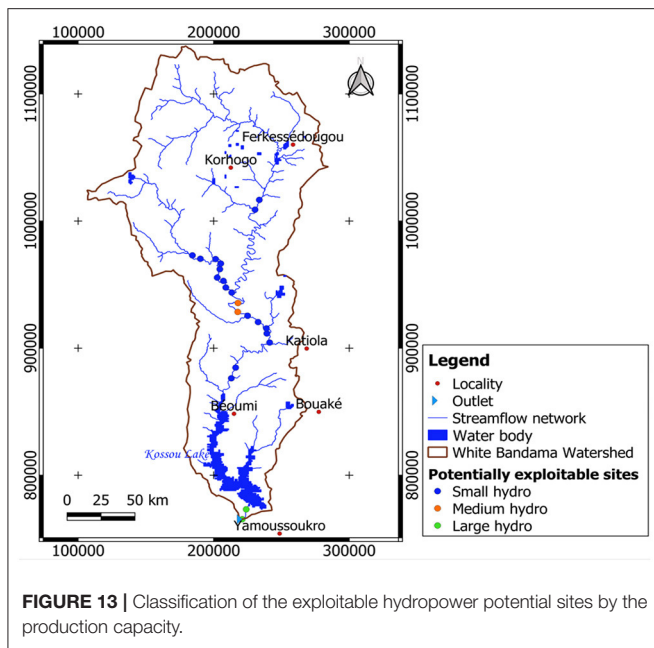 100000 200000 300000
N
1100000
1100000
Ferkessédougou
Korhogo
1000000
1000000
900000
900000
Katiola
Béoumi
Bouaké
Kossou Lake
800000
800000
0 25 50 km
Yamoussoukro
100000 200000 300000
Legend
Locality
Outlet
Streamflow network
Water body
White Bandama Watershed
Potentially exploitable sites
Small hydro
Medium hydro
Large hydro
FIGURE 13 | Classification of the exploitable hydropower potential sites by the
production capacity.